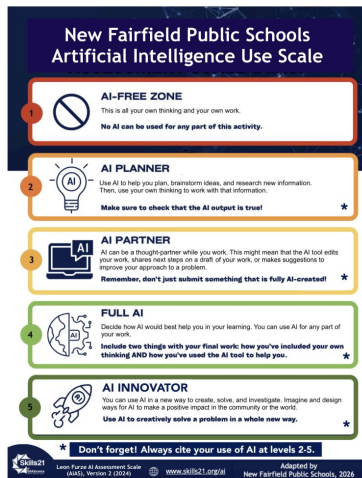 New Fairfield Public Schools
Artificial Intelligence Use Scale
1
AI-FREE ZONE
This is all your own thinking and your own work.
No AI can be used for any part of this activity.
2
AI
AI PLANNER
Use AI to help you plan, brainstorm ideas, and research new information.
Then, use your own thinking to work with that information.
Make sure to check that the AI output is true!
*
3
AI
AI PARTNER
AI can be a thought-partner while you work. This might mean that the AI tool edits
your work, shares next steps on a draft of your work, or makes suggestions to
improve your approach to a problem.
Remember, don't just submit something that is fully AI-created!
*
4
AI
FULL AI
Decide how AI would best help you in your learning. You can use AI for any part of
your work.
Include two things with your final work: how you've included your own
thinking AND how you've used the AI tool to help you.
*
5
AI INNOVATOR
You can use AI in a new way to create, solve, and investigate. Imagine and design
ways for AI to make a positive impact in the community or the world.
Use AI to creatively solve a problem in a whole new way.
* Don't forget! Always cite your use of AI at levels 2-5.
Skills21
Leon Furze AI Assessment Scale
(AIAS), Version 2 (2024)
www.skills21.org/ai
Adapted by
New Fairfield Public Schools, 2026